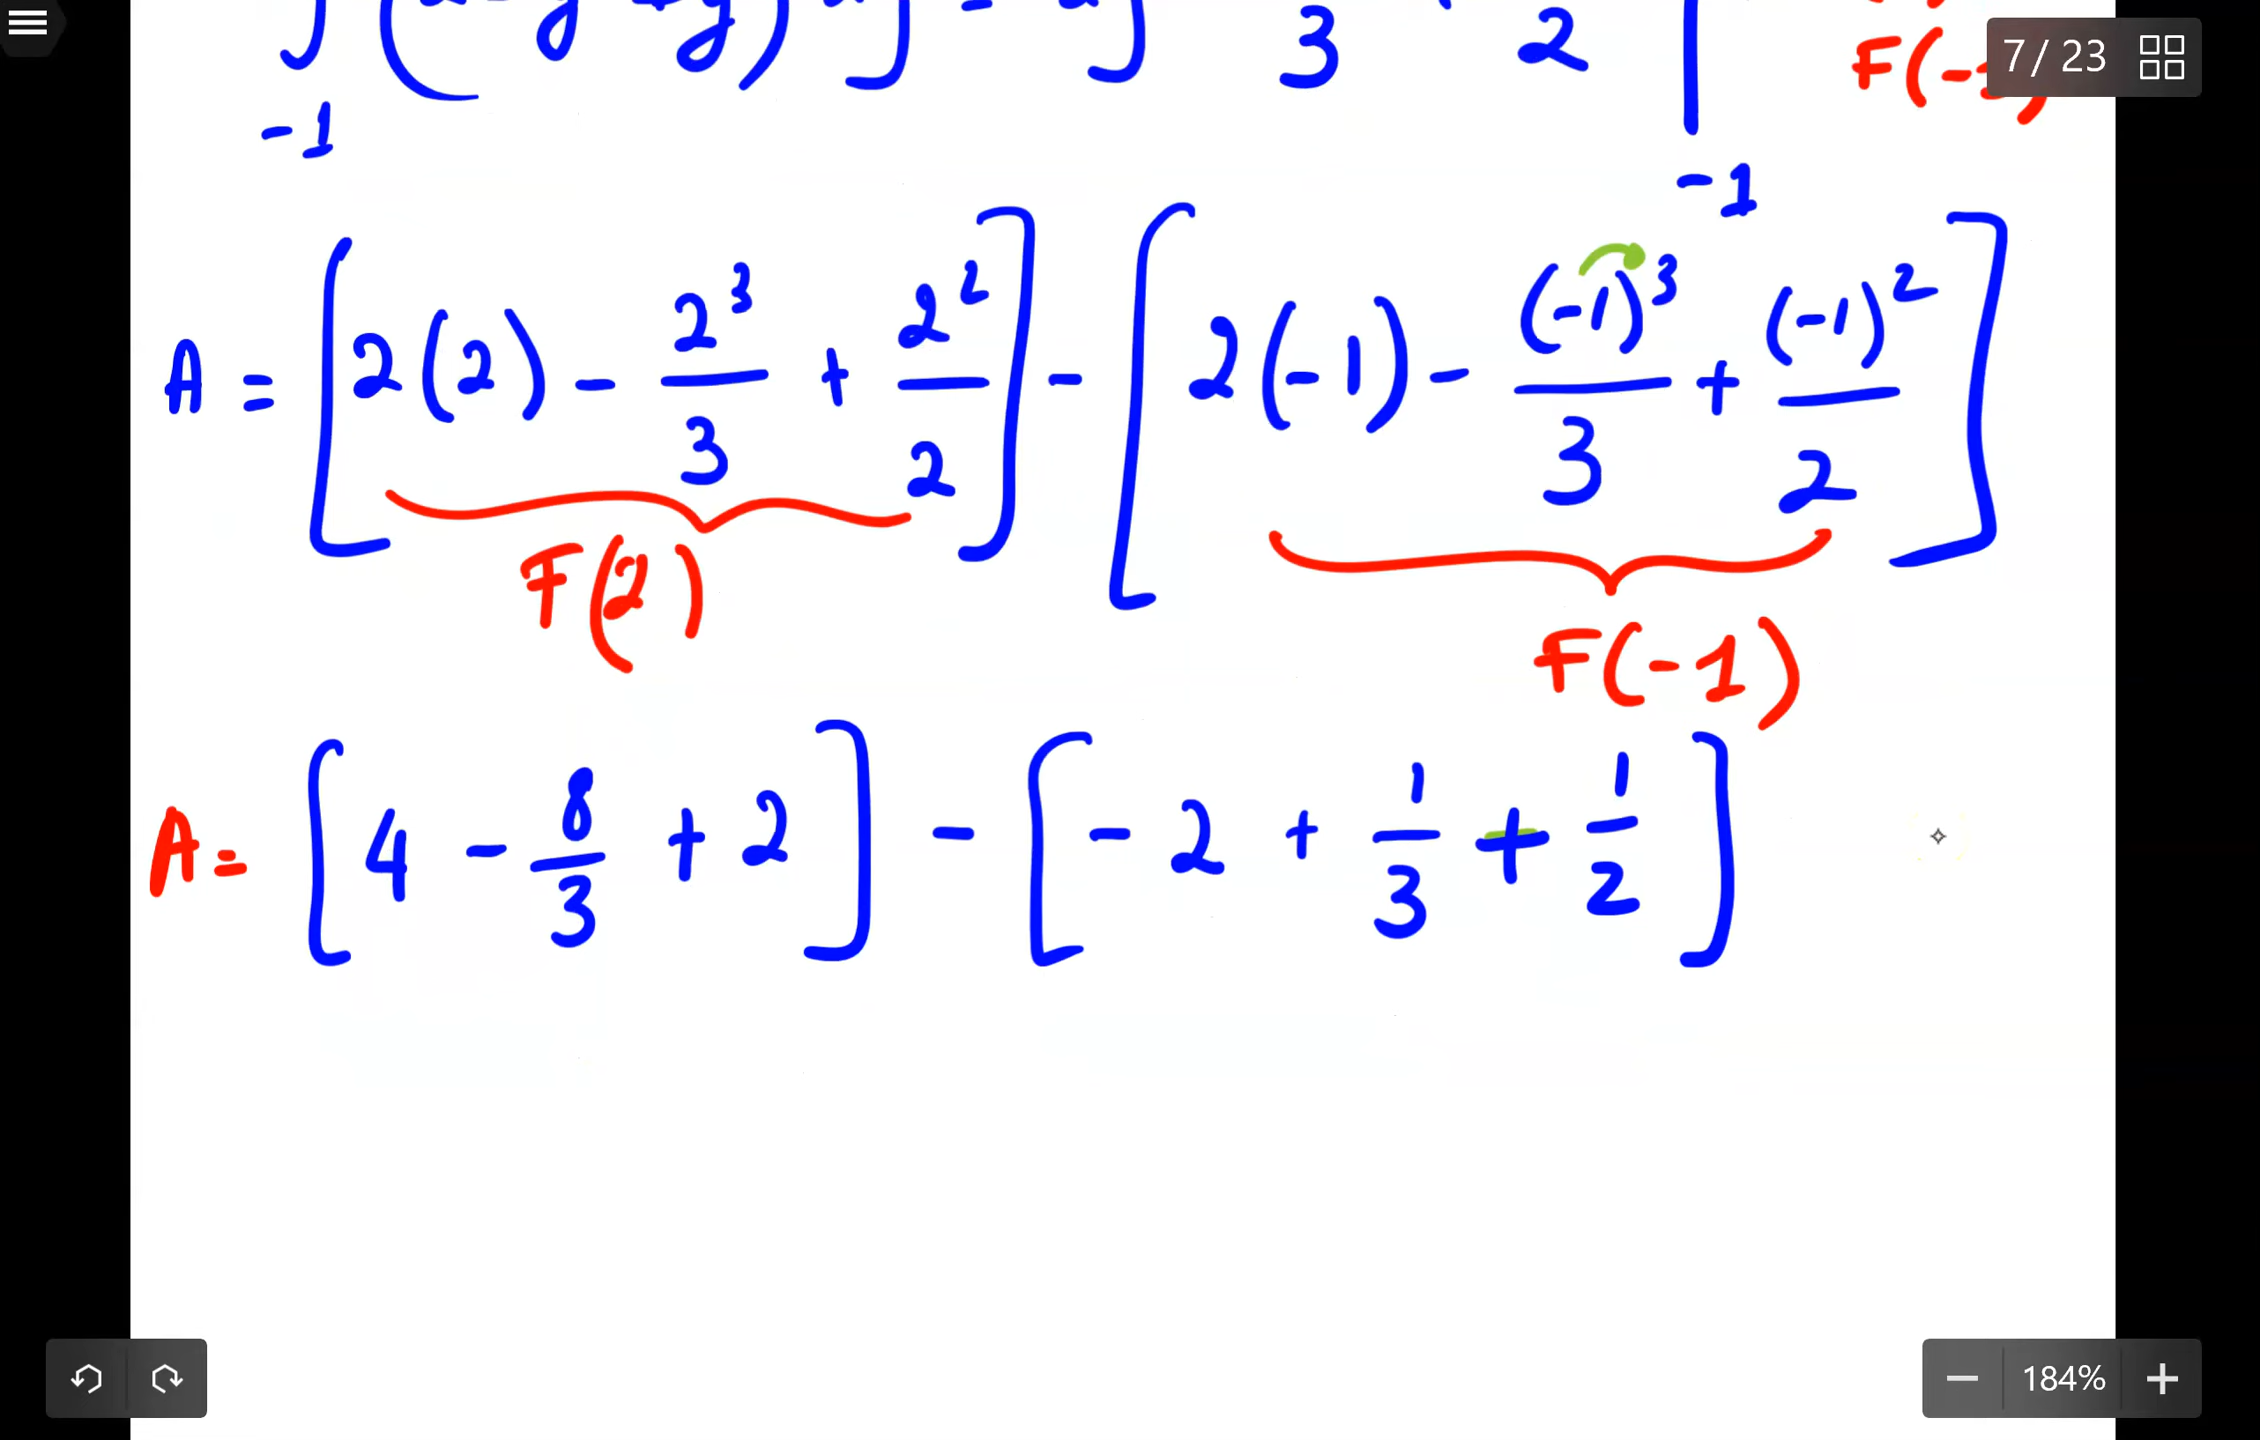 3 2
7 / 23
F(-
-1
-1
A = [2(2) - 2³/3 + 2²/2] - [2(-1) - (-1)³/3 + (-1)²/2]
F(2)
F(-1)
A = [4 - 8/3 + 2] - [-2 + 1/3 + 1/2]
184%